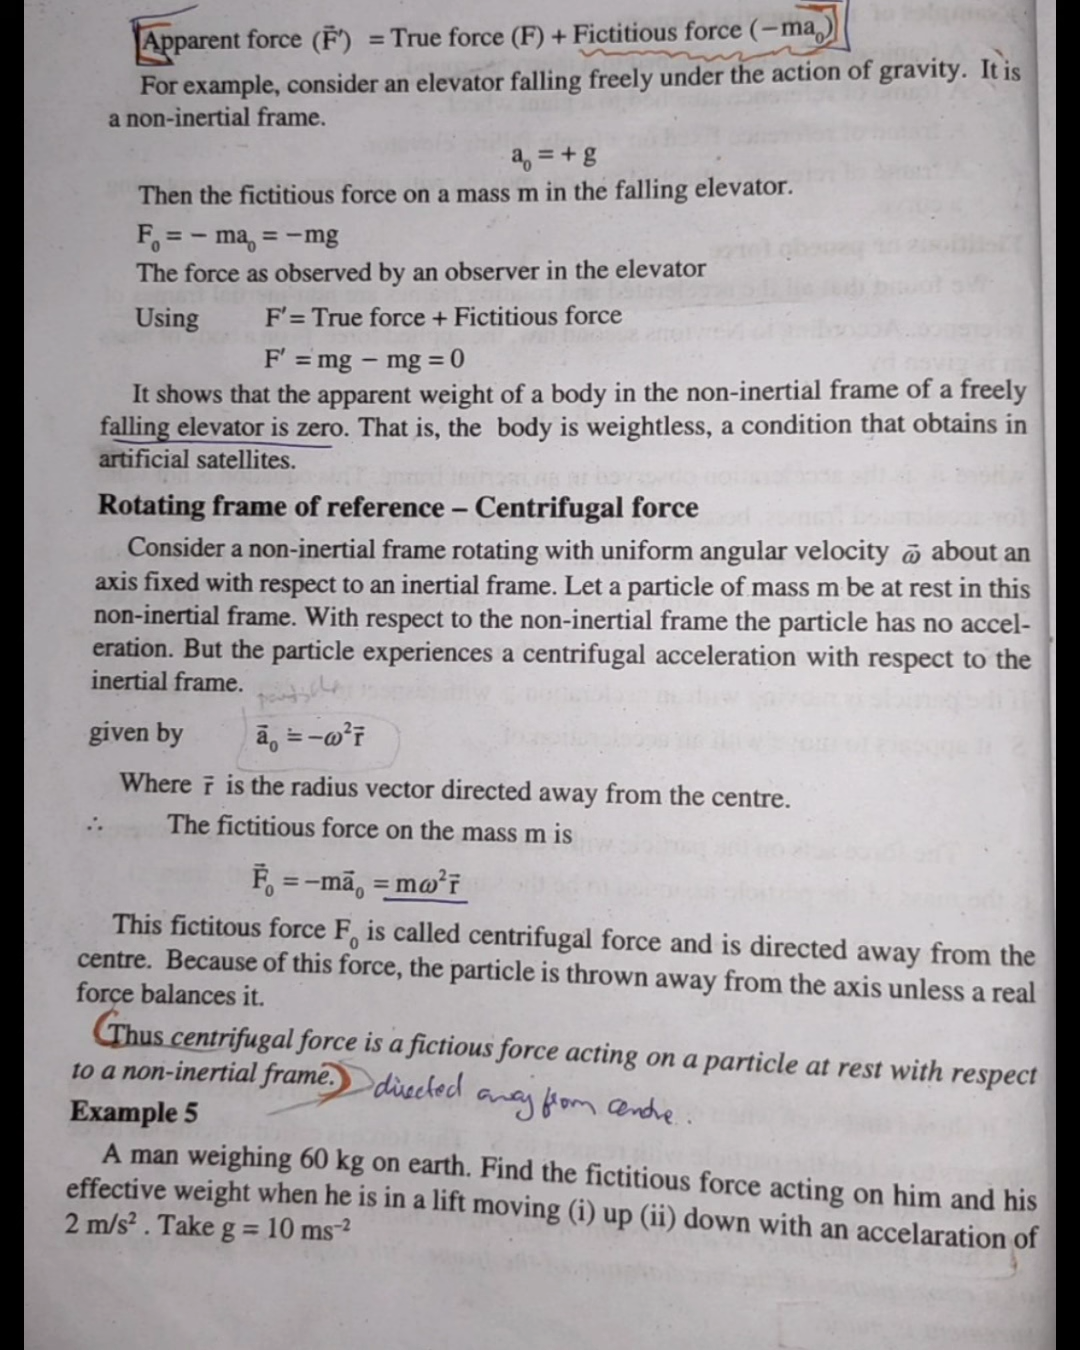 Apparent force (F⃗′) = True force (F) + Fictitious force (−ma₀)
For example, consider an elevator falling freely under the action of gravity. It is
a non-inertial frame.
a₀ = + g
Then the fictitious force on a mass m in the falling elevator.
F₀ = − ma₀ = −mg
The force as observed by an observer in the elevator
Using F′ = True force + Fictitious force
F′ = mg − mg = 0
It shows that the apparent weight of a body in the non-inertial frame of a freely
falling elevator is zero. That is, the body is weightless, a condition that obtains in
artificial satellites.
Rotating frame of reference – Centrifugal force
Consider a non-inertial frame rotating with uniform angular velocity ω⃗ about an
axis fixed with respect to an inertial frame. Let a particle of mass m be at rest in this
non-inertial frame. With respect to the non-inertial frame the particle has no accel-
eration. But the particle experiences a centrifugal acceleration with respect to the
inertial frame.
given by a⃗₀ = −ω²r⃗
Where r⃗ is the radius vector directed away from the centre.
∴ The fictitious force on the mass m is
F⃗₀ = −ma⃗₀ = mω²r⃗
This fictitous force F₀ is called centrifugal force and is directed away from the
centre. Because of this force, the particle is thrown away from the axis unless a real
force balances it.
Thus centrifugal force is a fictious force acting on a particle at rest with respect
to a non-inertial frame. directed away from centre.
Example 5
A man weighing 60 kg on earth. Find the fictitious force acting on him and his
effective weight when he is in a lift moving (i) up (ii) down with an accelaration of
2 m/s² . Take g = 10 ms⁻²